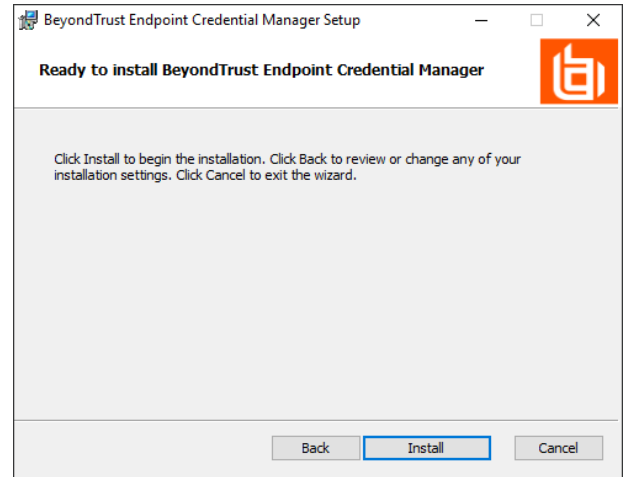 BeyondTrust Endpoint Credential Manager Setup
Ready to install BeyondTrust Endpoint Credential Manager
Click Install to begin the installation. Click Back to review or change any of your
installation settings. Click Cancel to exit the wizard.
Back Install Cancel